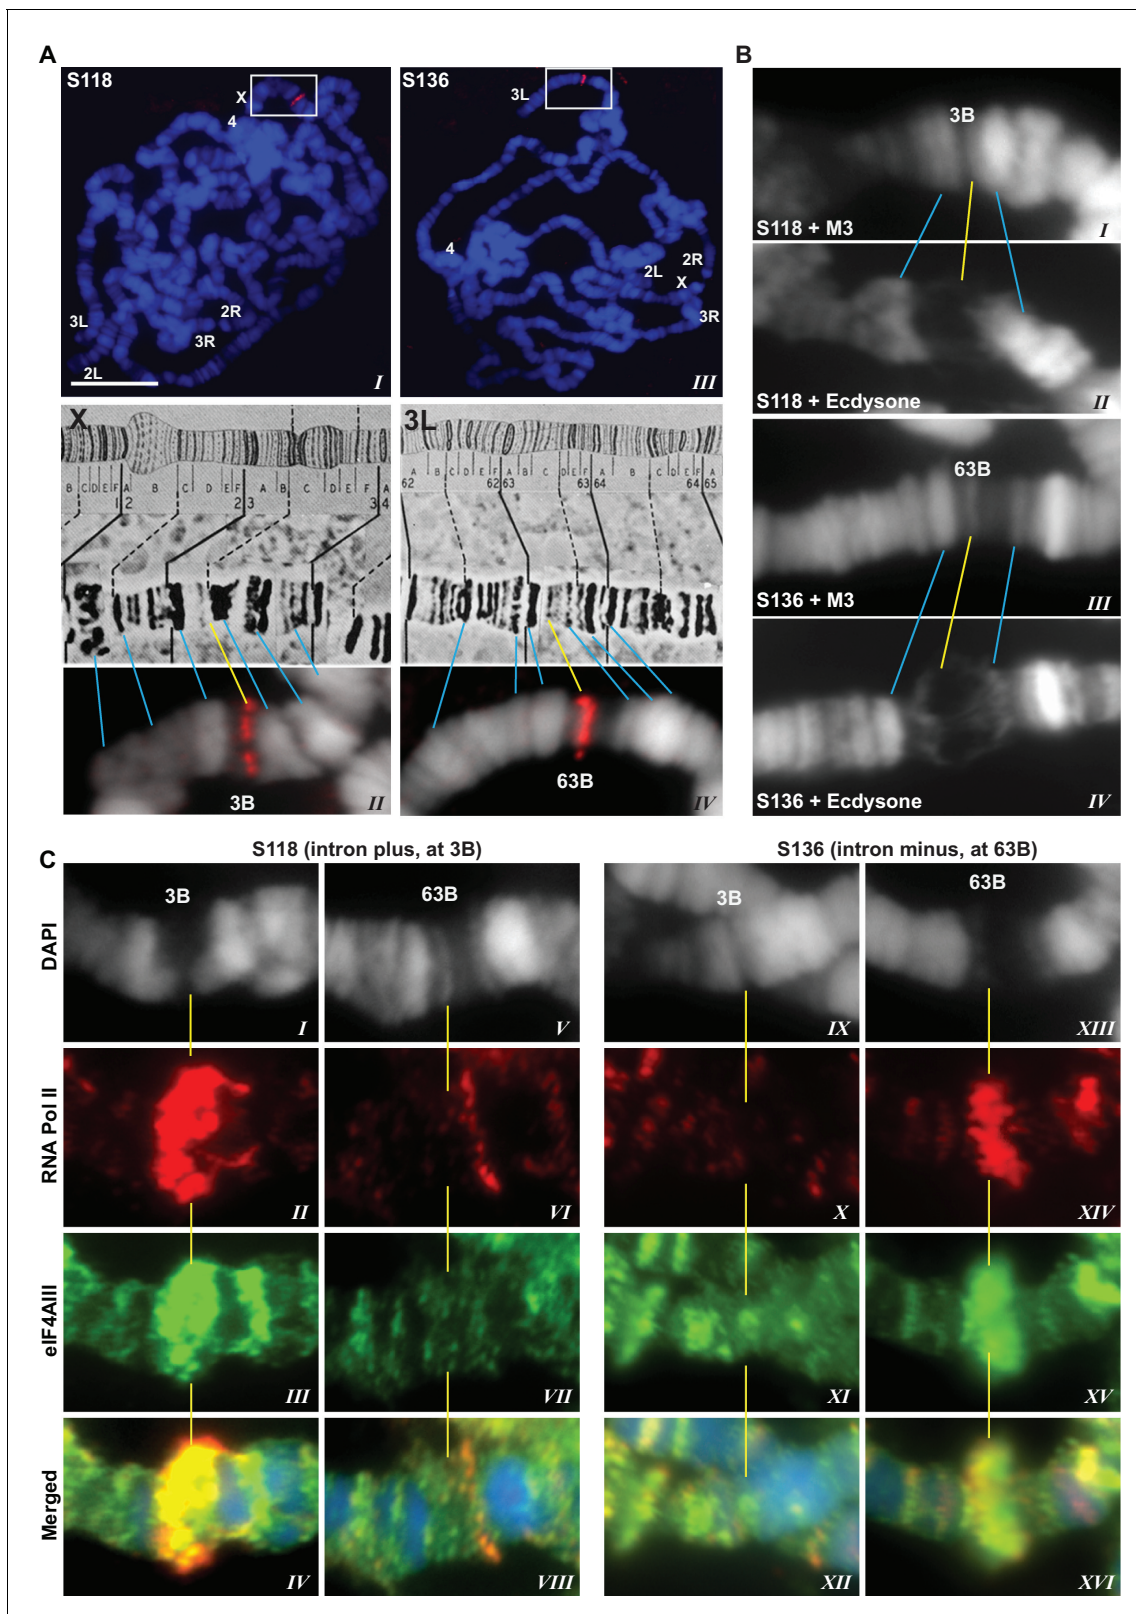 A
S118
X
4
3L
2R
3R
2L
I
S136
3L
4
2L
2R
X
3R
III
X
B C D E F A B C D E F A B C D E F A
2 2 3 3 4
3B
II
3L
A B C D E F A B C D E F A B C D E F A
62 62 63 63 64 64 65
63B
IV
B
3B
S118 + M3
I
S118 + Ecdysone
II
63B
S136 + M3
III
S136 + Ecdysone
IV
C
S118 (intron plus, at 3B)
S136 (intron minus, at 63B)
DAPI
3B
I
63B
V
3B
IX
63B
XIII
RNA Pol II
II
VI
X
XIV
eIF4AIII
III
VII
XI
XV
Merged
IV
VIII
XII
XVI